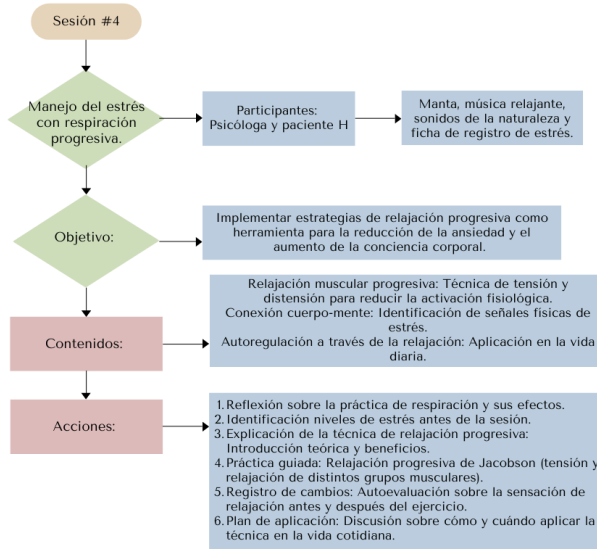 Sesión #4
Manejo del estrés
con respiración
progresiva.
Participantes:
Psicóloga y paciente H
Manta, música relajante,
sonidos de la naturaleza y
ficha de registro de estrés.
Objetivo:
Implementar estrategias de relajación progresiva como
herramienta para la reducción de la ansiedad y el
aumento de la conciencia corporal.
Contenidos:
Relajación muscular progresiva: Técnica de tensión y
distensión para reducir la activación fisiológica.
Conexión cuerpo-mente: Identificación de señales físicas de
estrés.
Autoregulación a través de la relajación: Aplicación en la vida
diaria.
Acciones:
1. Reflexión sobre la práctica de respiración y sus efectos.
2. Identificación niveles de estrés antes de la sesión.
3. Explicación de la técnica de relajación progresiva:
Introducción teórica y beneficios.
4. Práctica guiada: Relajación progresiva de Jacobson (tensión y
relajación de distintos grupos musculares).
5. Registro de cambios: Autoevaluación sobre la sensación de
relajación antes y después del ejercicio.
6. Plan de aplicación: Discusión sobre cómo y cuándo aplicar la
técnica en la vida cotidiana.